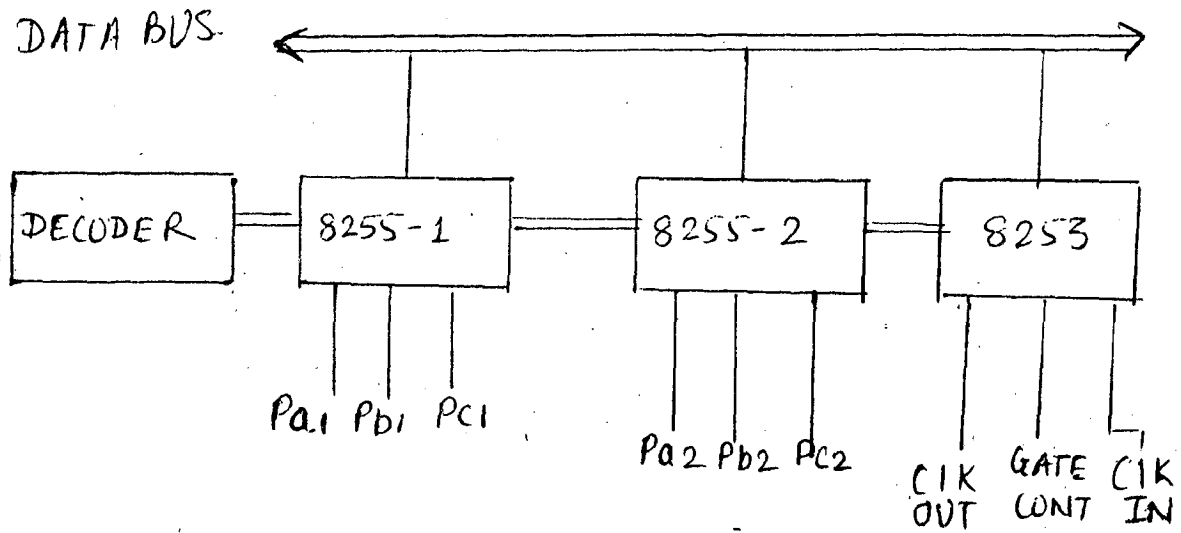 DATA BUS.
DECODER
8255-1
8255-2
8253
Pa1 Pb1 PC1
Pa2 Pb2 PC2
ClK OUT
GATE CONT
ClK IN